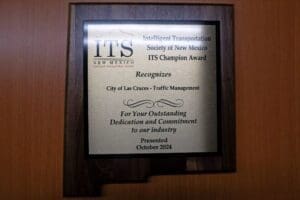 ITS
NEW MEXICO
Intelligent Transportation
Society of New Mexico
ITS Champion Award
Recognizes
City of Las Cruces - Traffic Management
For Your Outstanding
Dedication and Commitment
to our industry
Presented
October 2024